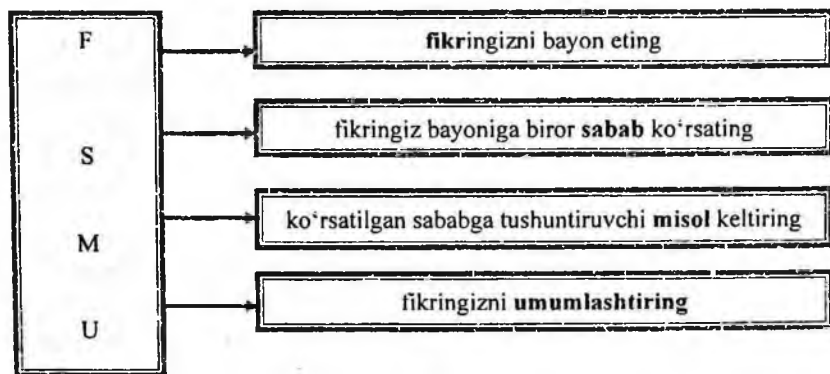 F
fikringizni bayon eting
S
fikringiz bayoniga biror sabab ko‘rsating
M
ko‘rsatilgan sababga tushuntiruvchi misol keltiring
U
fikringizni umumlashtiring